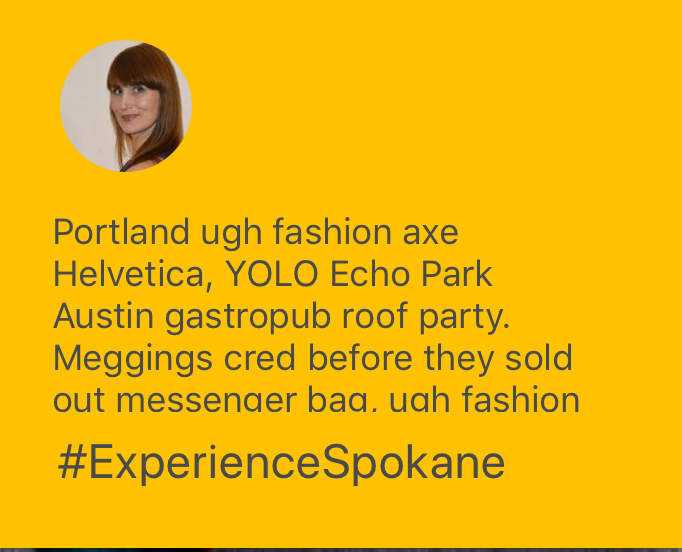 Portland ugh fashion axe
Helvetica, YOLO Echo Park
Austin gastropub roof party.
Meggings cred before they sold
out messenger bag, ugh fashion
#ExperienceSpokane